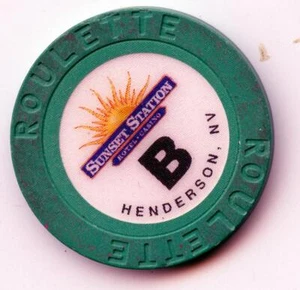 ROULETTE
SUNSET STATION
HOTEL • CASINO
B
HENDERSON, NV
ROULETTE
ROULETTE